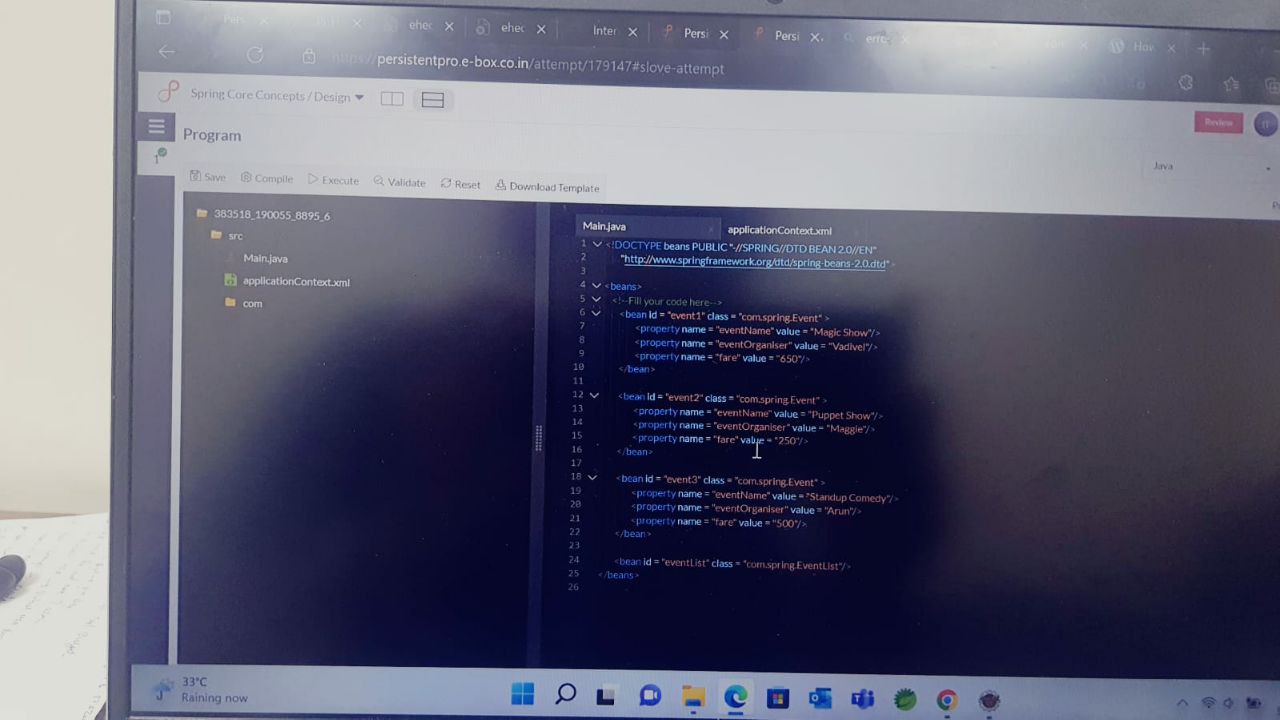 ehec
ehec
Inter
Persi
Persi
https://persistentpro.e-box.co.in/attempt/179147#slove-attempt
Spring Core Concepts / Design
Review
Program
1
Java
Save Compile Execute Validate Reset Download Template
383518_190055_8895_6
src
Main.java
applicationContext.xml
com
Main.java applicationContext.xml
1 <!DOCTYPE beans PUBLIC "-//SPRING//DTD BEAN 2.0//EN"
2 "http://www.springframework.org/dtd/spring-beans-2.0.dtd">
3
4 <beans>
5 <!--Fill your code here-->
6 <bean id = "event1" class = "com.spring.Event" >
7 <property name = "eventName" value = "Magic Show"/>
8 <property name = "eventOrganiser" value = "Vadivel"/>
9 <property name = "fare" value = "650"/>
10 </bean>
11
12 <bean id = "event2" class = "com.spring.Event" >
13 <property name = "eventName" value = "Puppet Show"/>
14 <property name = "eventOrganiser" value = "Maggie"/>
15 <property name = "fare" value = "250"/>
16 </bean>
17
18 <bean id = "event3" class = "com.spring.Event" >
19 <property name = "eventName" value = "Standup Comedy"/>
20 <property name = "eventOrganiser" value = "Arun"/>
21 <property name = "fare" value = "500"/>
22 </bean>
23
24 <bean id = "eventList" class = "com.spring.EventList"/>
25 </beans>
26
33°C
Raining now